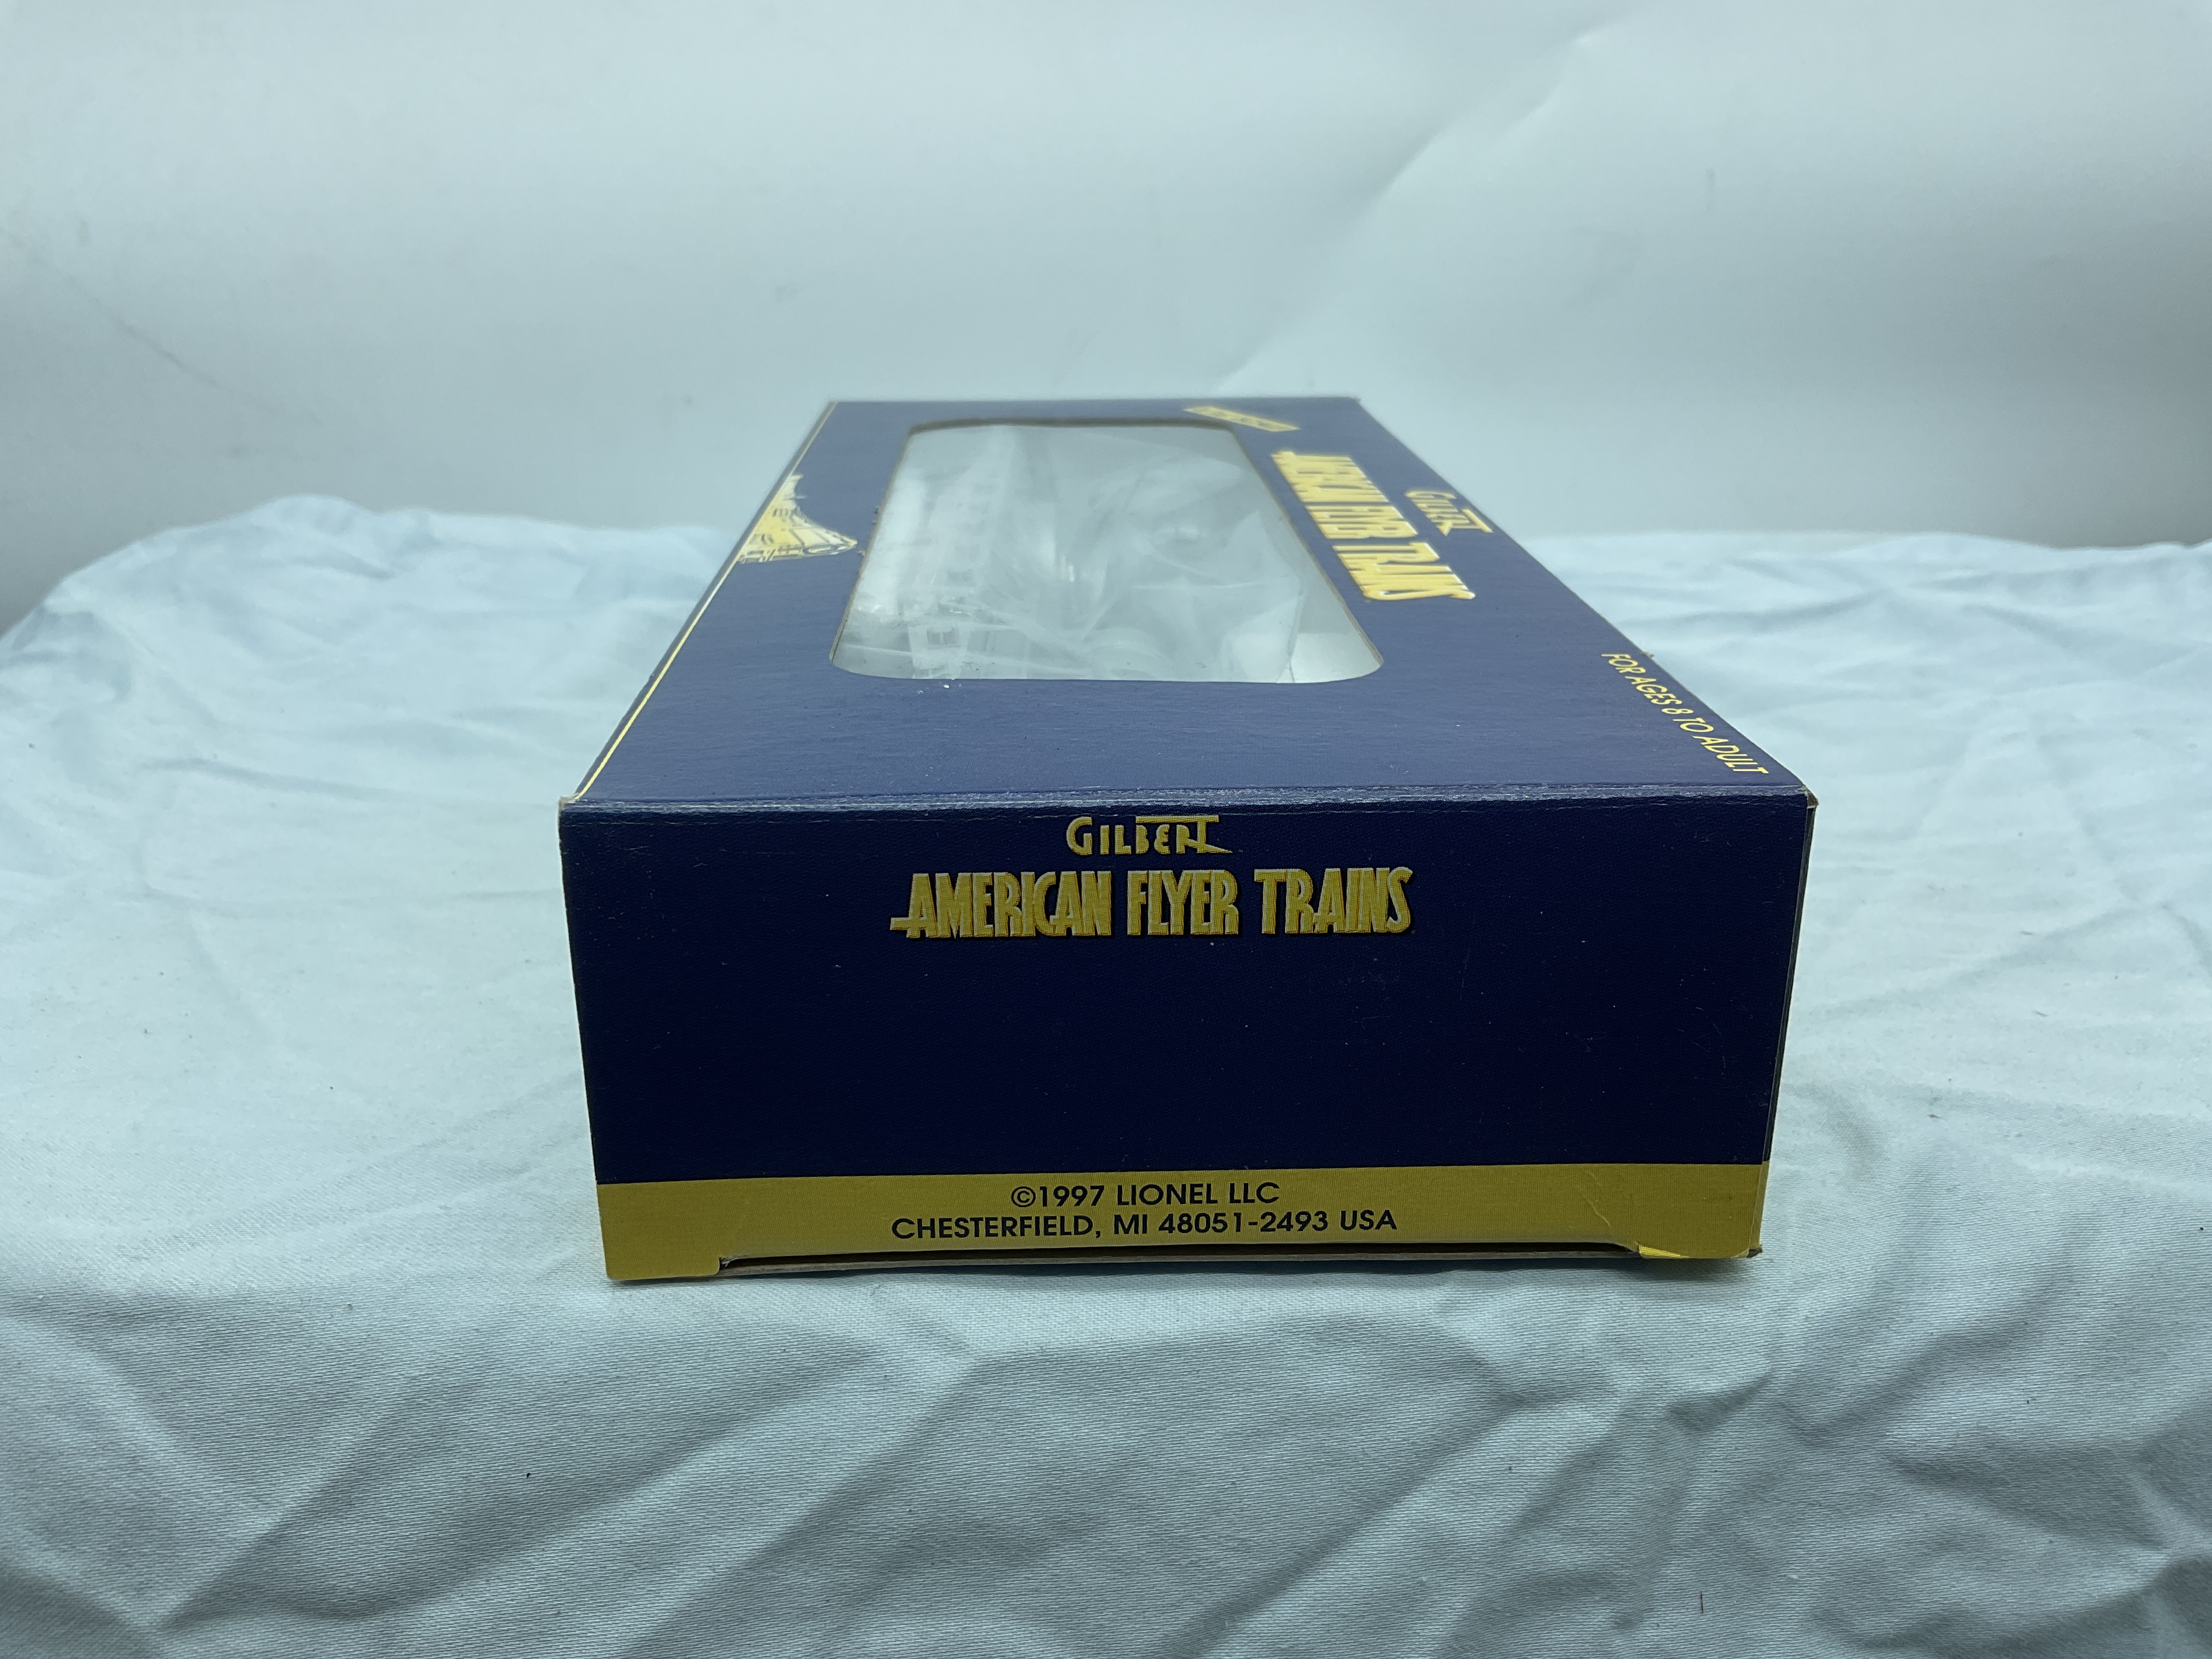 GILBERT
AMERICAN FLYER TRAINS
FOR AGES 8 TO ADULT
GILBERT
AMERICAN FLYER TRAINS
©1997 LIONEL LLC
CHESTERFIELD, MI 48051-2493 USA